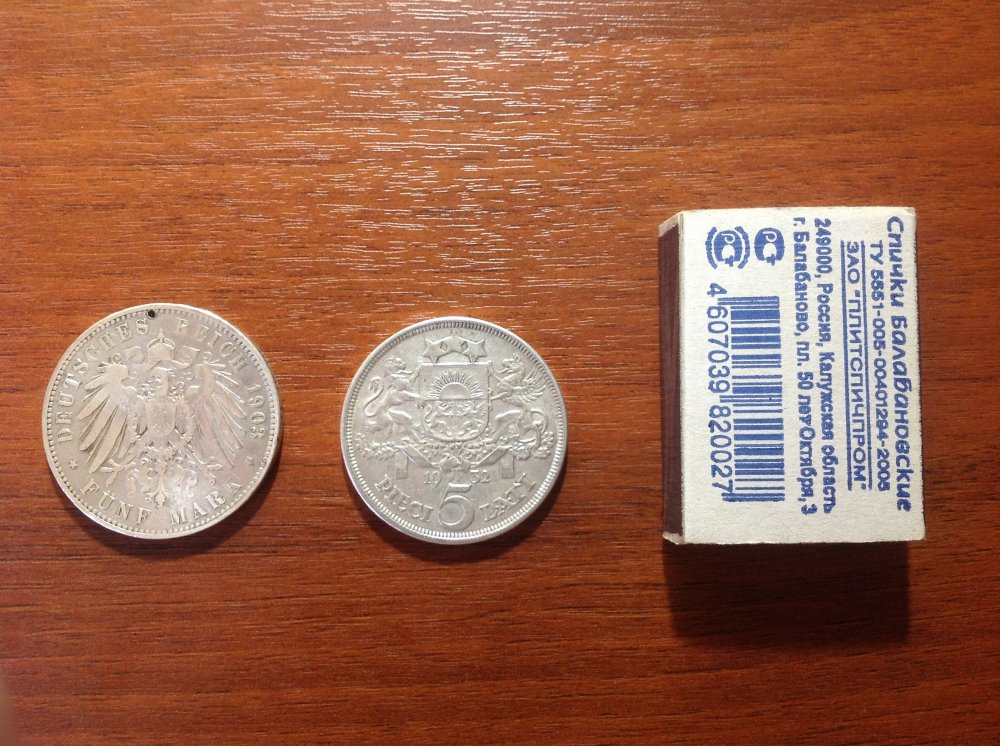 DEUTSCHES REICH 1903
FÜNF MARK
1932
PIECI 5 LATI
Спички Балабановские
ТУ 5551-005-00401284-2005
ЗАО "ПЛИТСПИЧПРОМ"
249000, Россия, Калужская область
г. Балабаново, пл. 50 лет Октября, 3
4 607039 820027